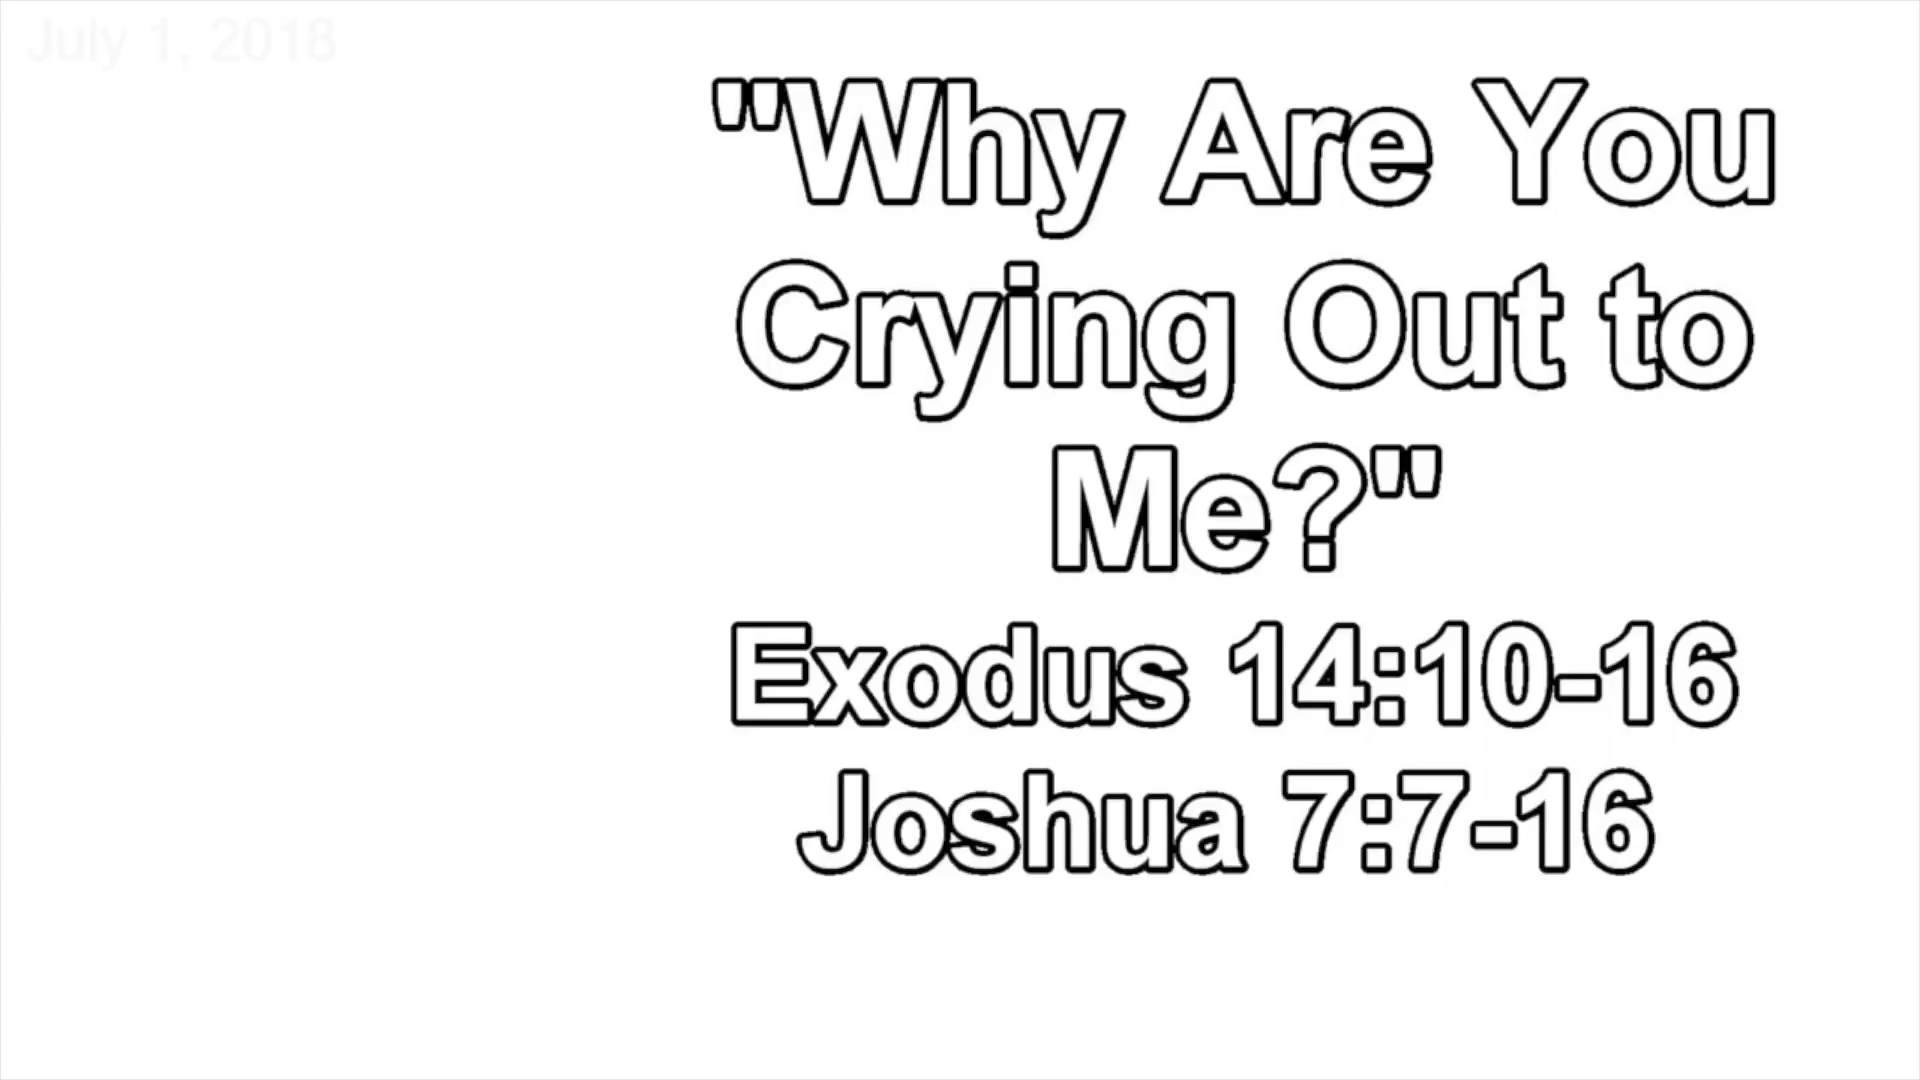 July 1, 2018
"Why Are You
Crying Out to
Me?"
Exodus 14:10-16
Joshua 7:7-16